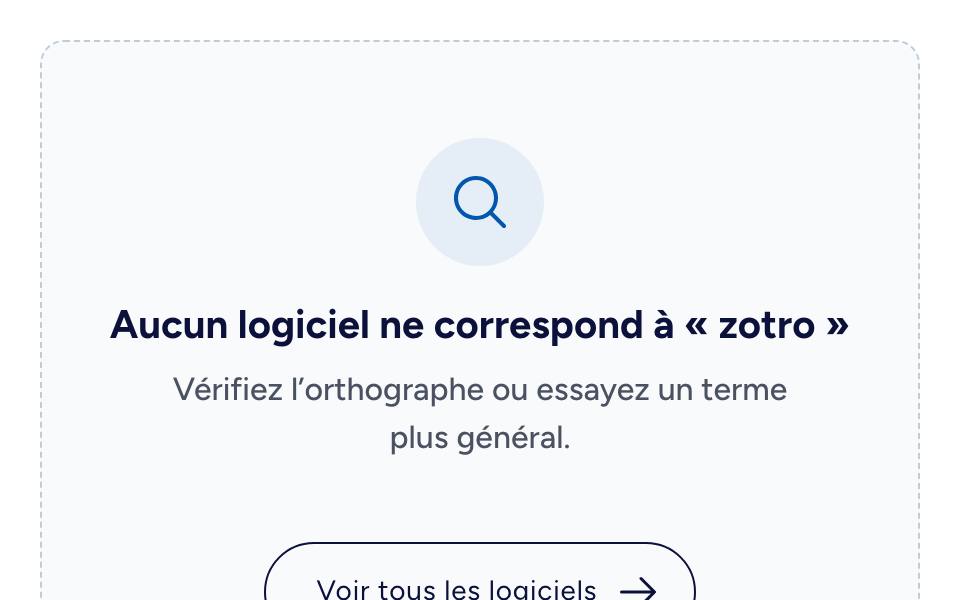 Aucun logiciel ne correspond à « zotro »
Vérifiez l’orthographe ou essayez un terme
plus général.
Voir tous les logiciels